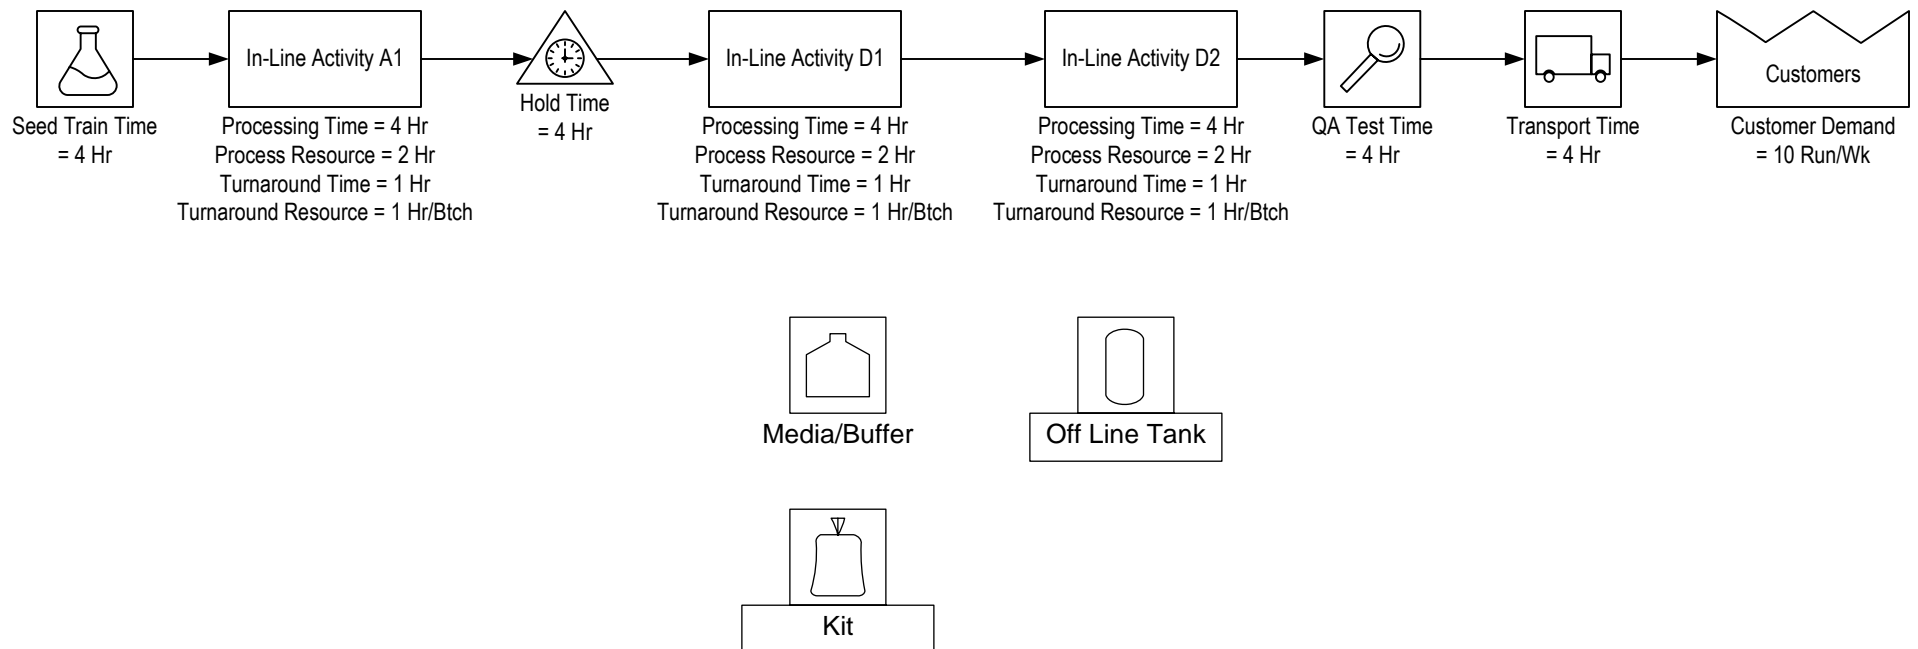 In-Line Activity A1
In-Line Activity D1
In-Line Activity D2
Customers
Seed Train Time
= 4 Hr
Processing Time = 4 Hr
Process Resource = 2 Hr
Turnaround Time = 1 Hr
Turnaround Resource = 1 Hr/Btch
Hold Time
= 4 Hr
Processing Time = 4 Hr
Process Resource = 2 Hr
Turnaround Time = 1 Hr
Turnaround Resource = 1 Hr/Btch
Processing Time = 4 Hr
Process Resource = 2 Hr
Turnaround Time = 1 Hr
Turnaround Resource = 1 Hr/Btch
QA Test Time
= 4 Hr
Transport Time
= 4 Hr
Customer Demand
= 10 Run/Wk
Media/Buffer
Off Line Tank
Kit